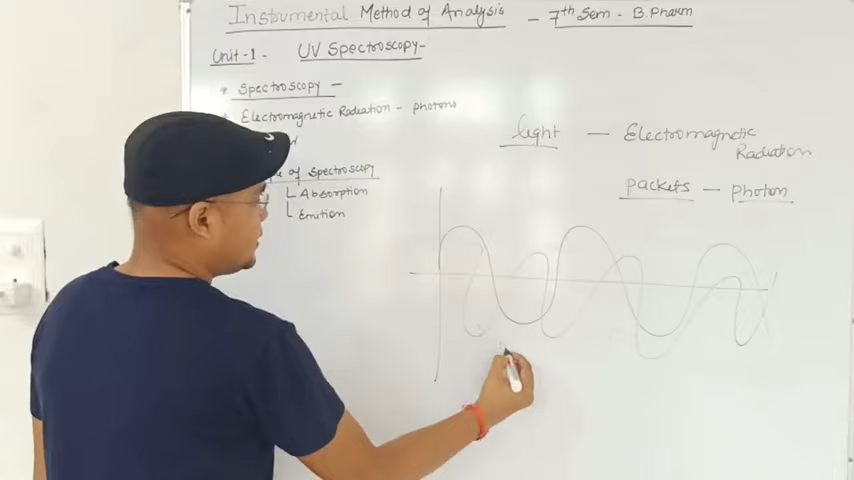 Instrumental Method of Analysis - 7th Sem - B.Pharm
Unit-1 - UV Spectroscopy-
* Spectroscopy -
Electromagnetic Radiation - photons
of Spectroscopy
Absorption
Emition
light - Electromagnetic
Radiation
Packets - Photon